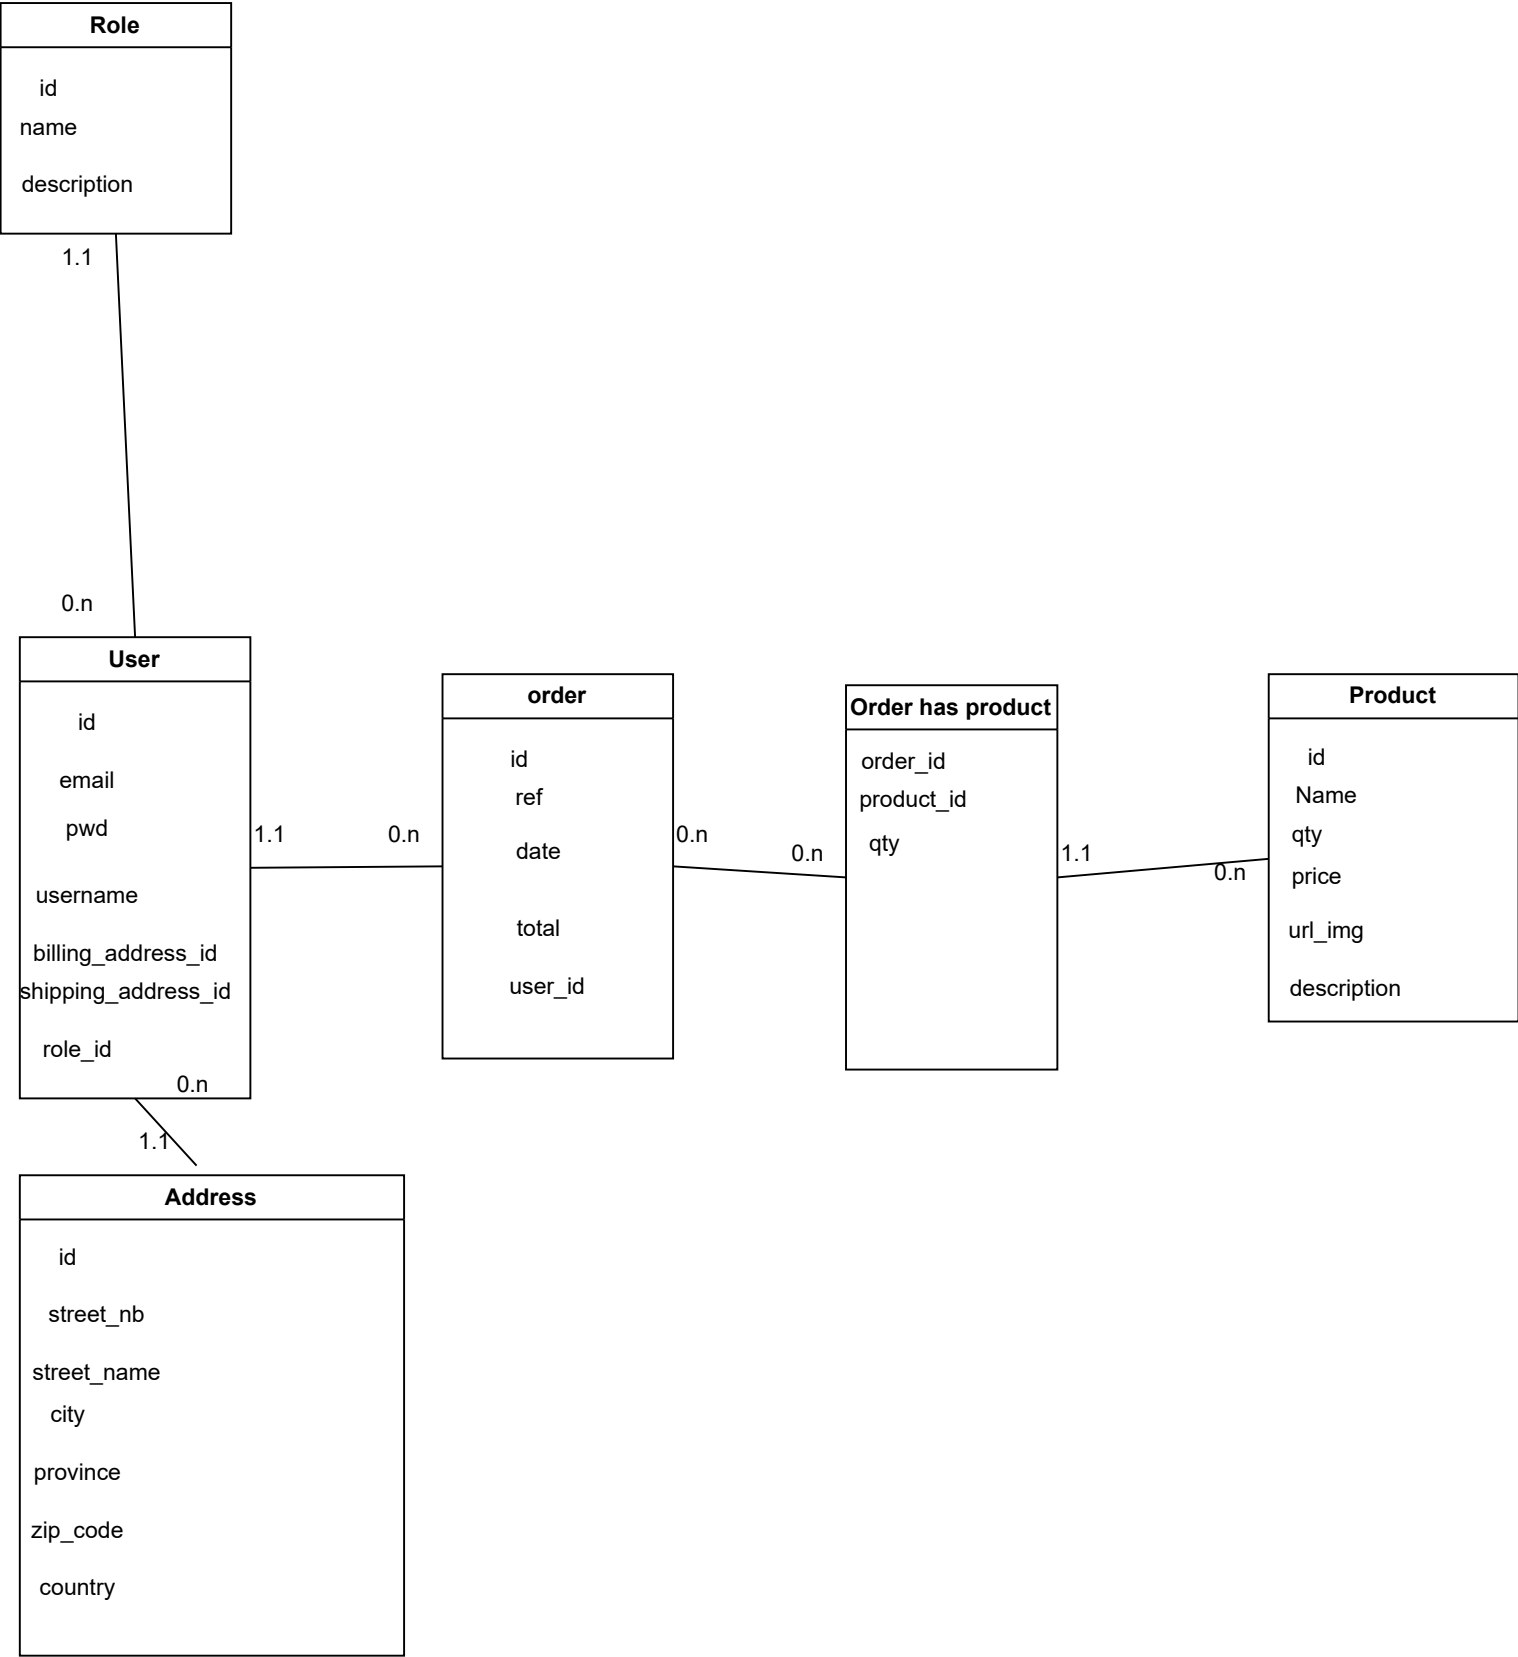 Role
id
name
description
1.1
0.n
User
id
email
pwd
username
billing_address_id
shipping_address_id
role_id
0.n
1.1
0.n
order
id
ref
date
total
user_id
0.n
0.n
Order has product
order_id
product_id
qty
1.1
0.n
Product
id
Name
qty
price
url_img
description
1.1
Address
id
street_nb
street_name
city
province
zip_code
country